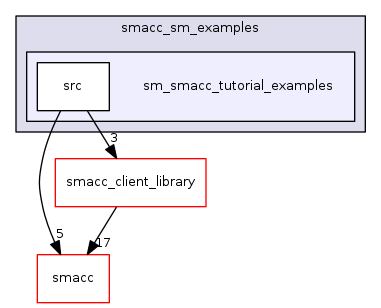 smacc_sm_examples
src
sm_smacc_tutorial_examples
3
smacc_client_library
5
17
smacc